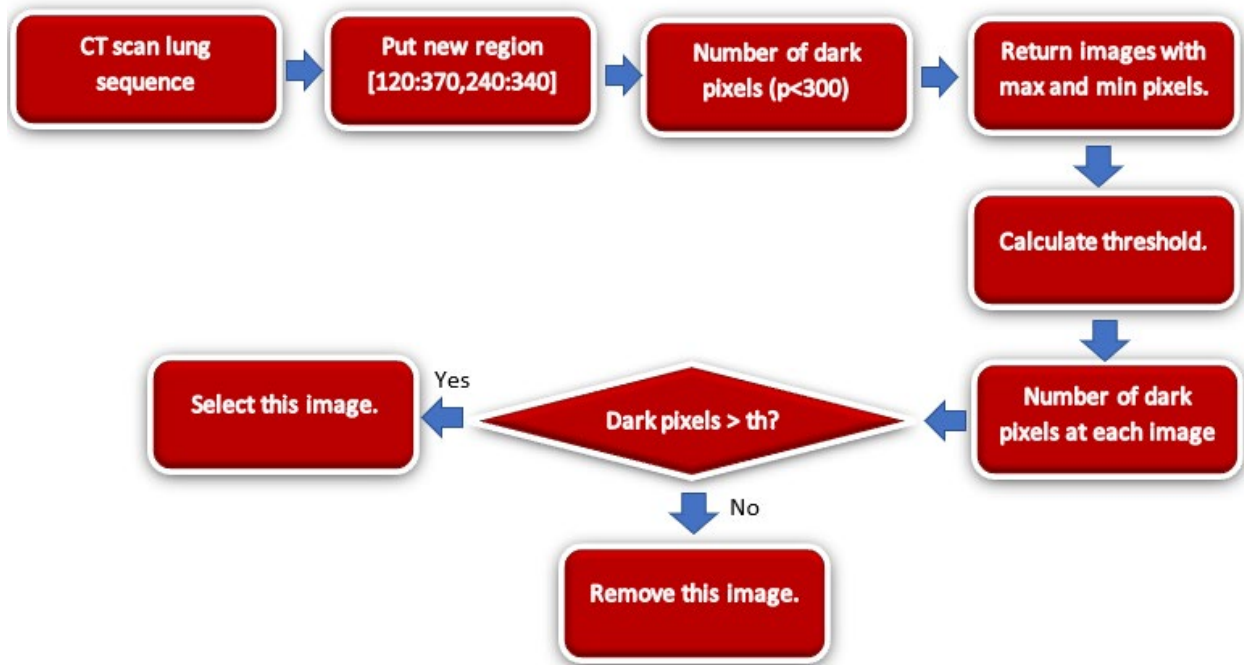 CT scan lung
sequence
Put new region
[120:370,240:340]
Number of dark
pixels (p<300)
Return images with
max and min pixels.
Calculate threshold.
Number of dark
pixels at each image
Dark pixels > th?
Yes
Select this image.
No
Remove this image.